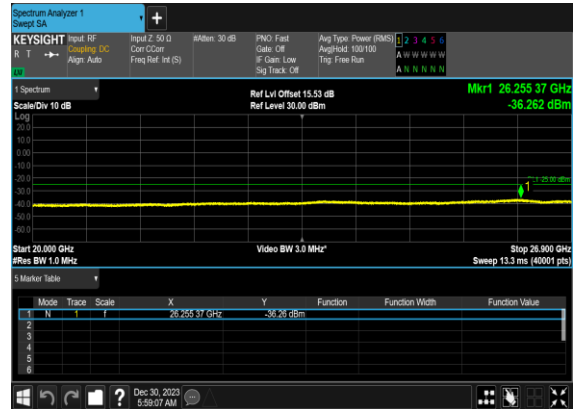 Spectrum Analyzer 1
Swept SA
KEYSIGHT Input: RF Input Z: 50 Ω #Atten: 30 dB PNO: Fast Avg Type: Power (RMS) 1 2 3 4 5 6
R T Coupling: DC Corr CCorr Gate: Off Avg|Hold: 100/100 A W W W W W
Align: Auto Freq Ref: Int (S) IF Gain: Low Trig: Free Run
Sig Track: Off A N N N N N
1 Spectrum Ref Lvl Offset 15.53 dB Mkr1 26.255 37 GHz
Scale/Div 10 dB Ref Level 30.00 dBm -36.262 dBm
Log
20.0
10.0
0.00
-10.0
-20.0
DL1 -25.00 dBm
1
-30.0
-40.0
-50.0
-60.0
Start 20.000 GHz Video BW 3.0 MHz* Stop 26.900 GHz
#Res BW 1.0 MHz Sweep 13.3 ms (40001 pts)
5 Marker Table
Mode Trace Scale X Y Function Function Width Function Value
1 N 1 f 26.255 37 GHz -36.26 dBm
2
3
4
5
6
? Dec 30, 2023
5:59:07 AM